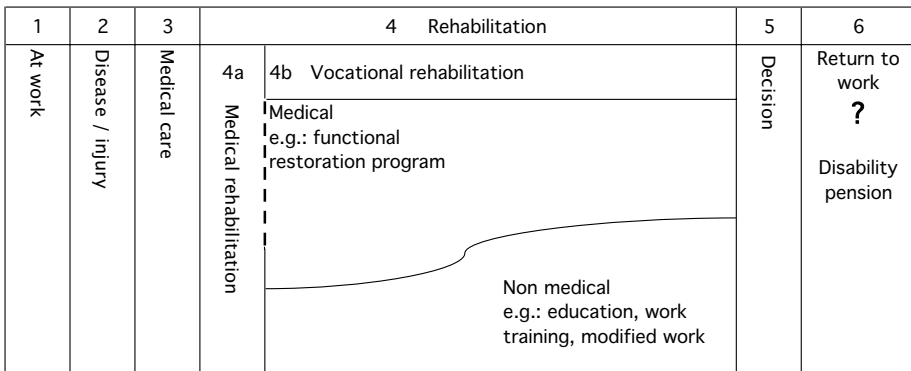 1
2
3
4 Rehabilitation
5
6
At work
Disease / injury
Medical care
4a
Medical rehabilitation
4b Vocational rehabilitation
Medical
e.g.: functional
restoration program
Non medical
e.g.: education, work
training, modified work
Decision
Return to
work
?
Disability
pension